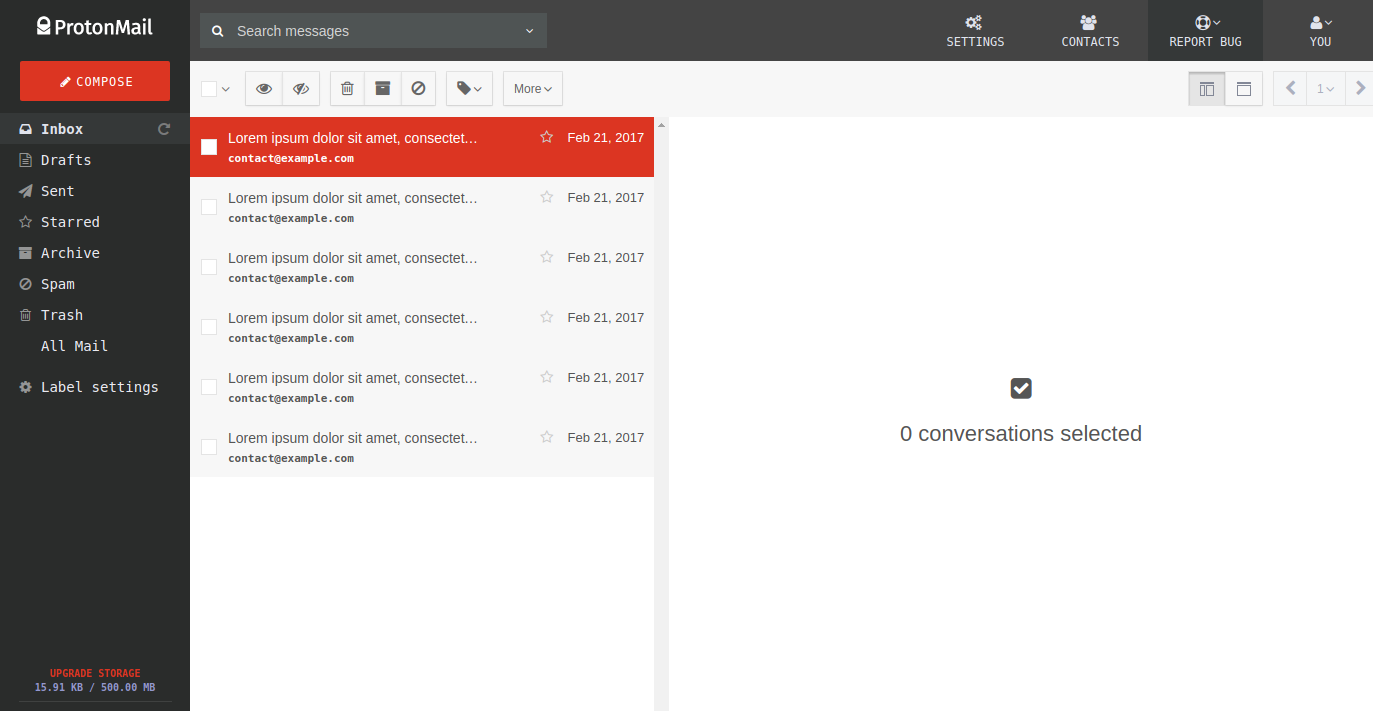 ProtonMail
Search messages
SETTINGS
CONTACTS
REPORT BUG
YOU
COMPOSE
More
1
Inbox
Drafts
Sent
Starred
Archive
Spam
Trash
All Mail
Label settings
UPGRADE STORAGE
15.91 KB / 500.00 MB
Lorem ipsum dolor sit amet, consectet… Feb 21, 2017
contact@example.com
Lorem ipsum dolor sit amet, consectet… Feb 21, 2017
contact@example.com
Lorem ipsum dolor sit amet, consectet… Feb 21, 2017
contact@example.com
Lorem ipsum dolor sit amet, consectet… Feb 21, 2017
contact@example.com
Lorem ipsum dolor sit amet, consectet… Feb 21, 2017
contact@example.com
Lorem ipsum dolor sit amet, consectet… Feb 21, 2017
contact@example.com
0 conversations selected